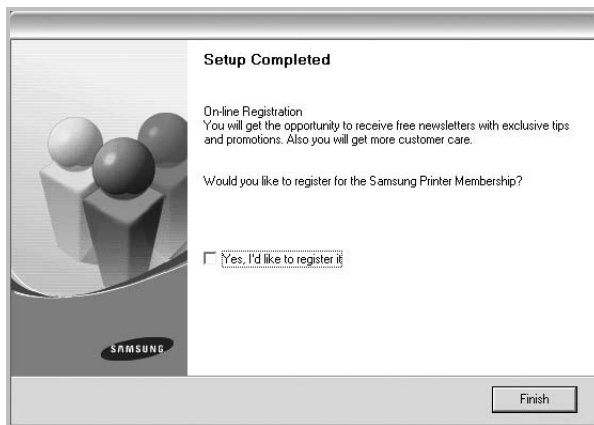 Setup Completed
On-line Registration
You will get the opportunity to receive free newsletters with exclusive tips
and promotions. Also you will get more customer care.
Would you like to register for the Samsung Printer Membership?
Yes, I'd like to register it
SAMSUNG
Finish